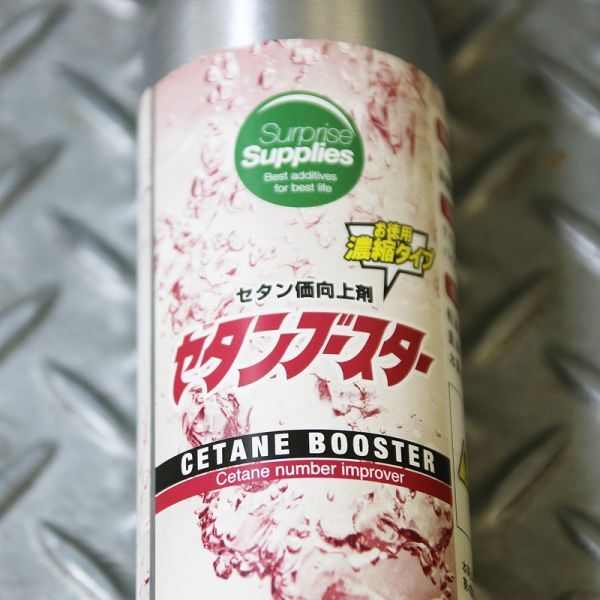 Surprise
Supplies
Best additives
for best life
お徳用
濃縮タイプ
セタン価向上剤
セタンブースター
CETANE BOOSTER
Cetane number improver